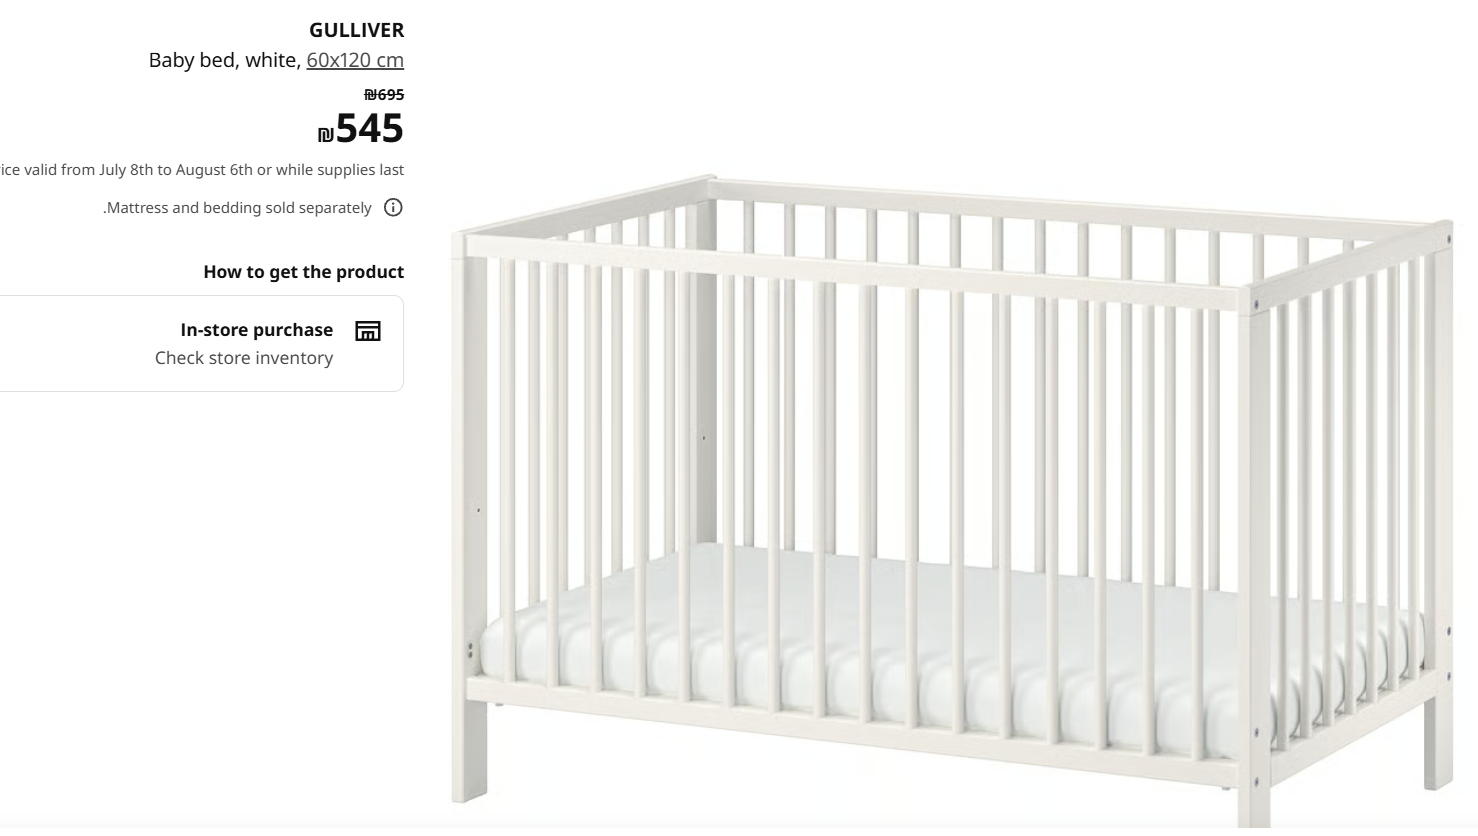 GULLIVER
Baby bed, white, 60x120 cm
₪695
₪545
ice valid from July 8th to August 6th or while supplies last
.Mattress and bedding sold separately
How to get the product
In-store purchase
Check store inventory